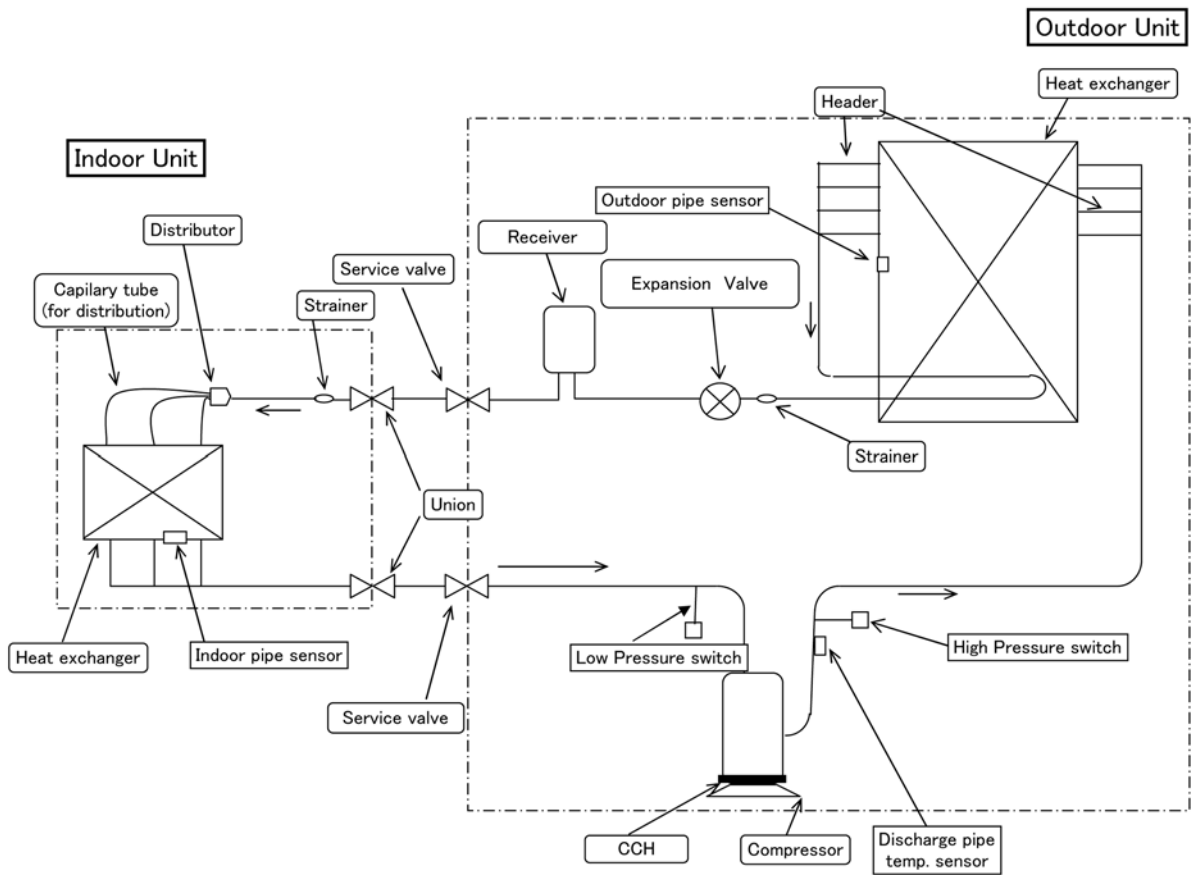 Outdoor Unit
Heat exchanger
Header
Indoor Unit
Outdoor pipe sensor
Distributor
Receiver
Service valve
Expansion Valve
Capilary tube
(for distribution)
Strainer
Strainer
Union
Heat exchanger
Indoor pipe sensor
Low Pressure switch
High Pressure switch
Service valve
CCH
Compressor
Discharge pipe
temp. sensor